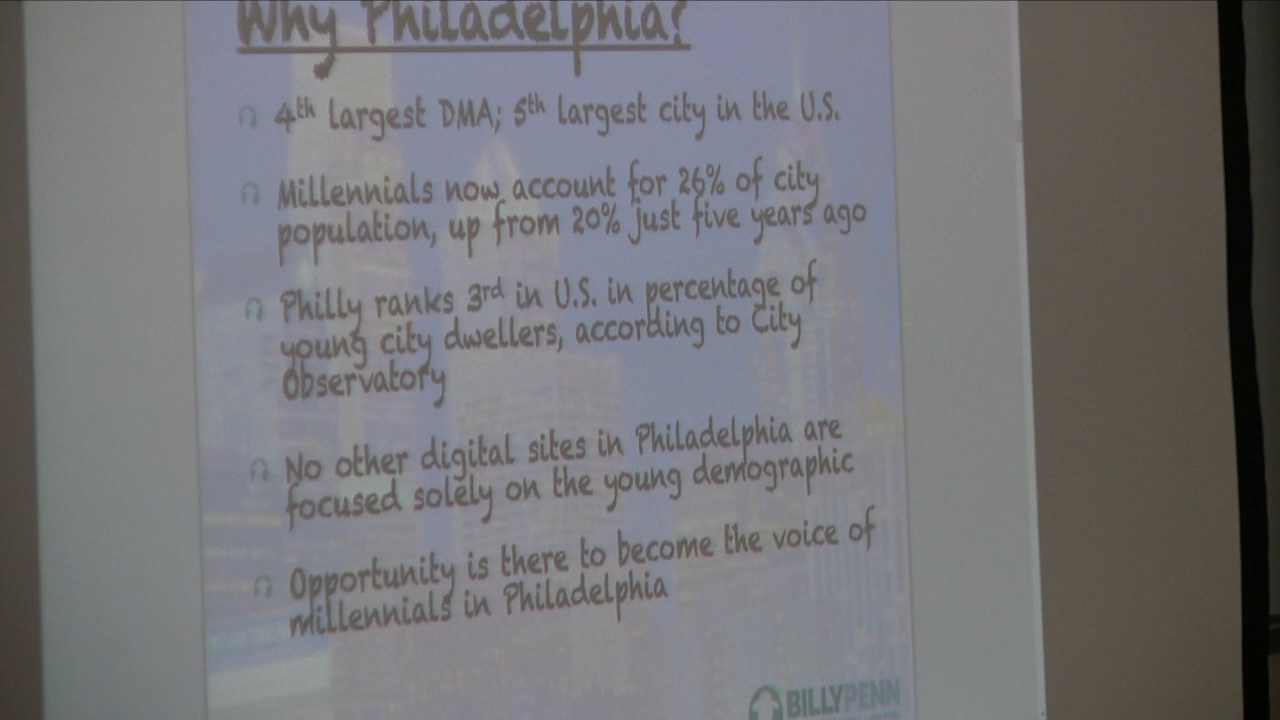 Why Philadelphia?
4th largest DMA; 5th largest city in the U.S.
Millennials now account for 26% of city
population, up from 20% just five years ago
Philly ranks 3rd in U.S. in percentage of
young city dwellers, according to City
Observatory
No other digital sites in Philadelphia are
focused solely on the young demographic
Opportunity is there to become the voice of
millennials in Philadelphia
BILLYPENN